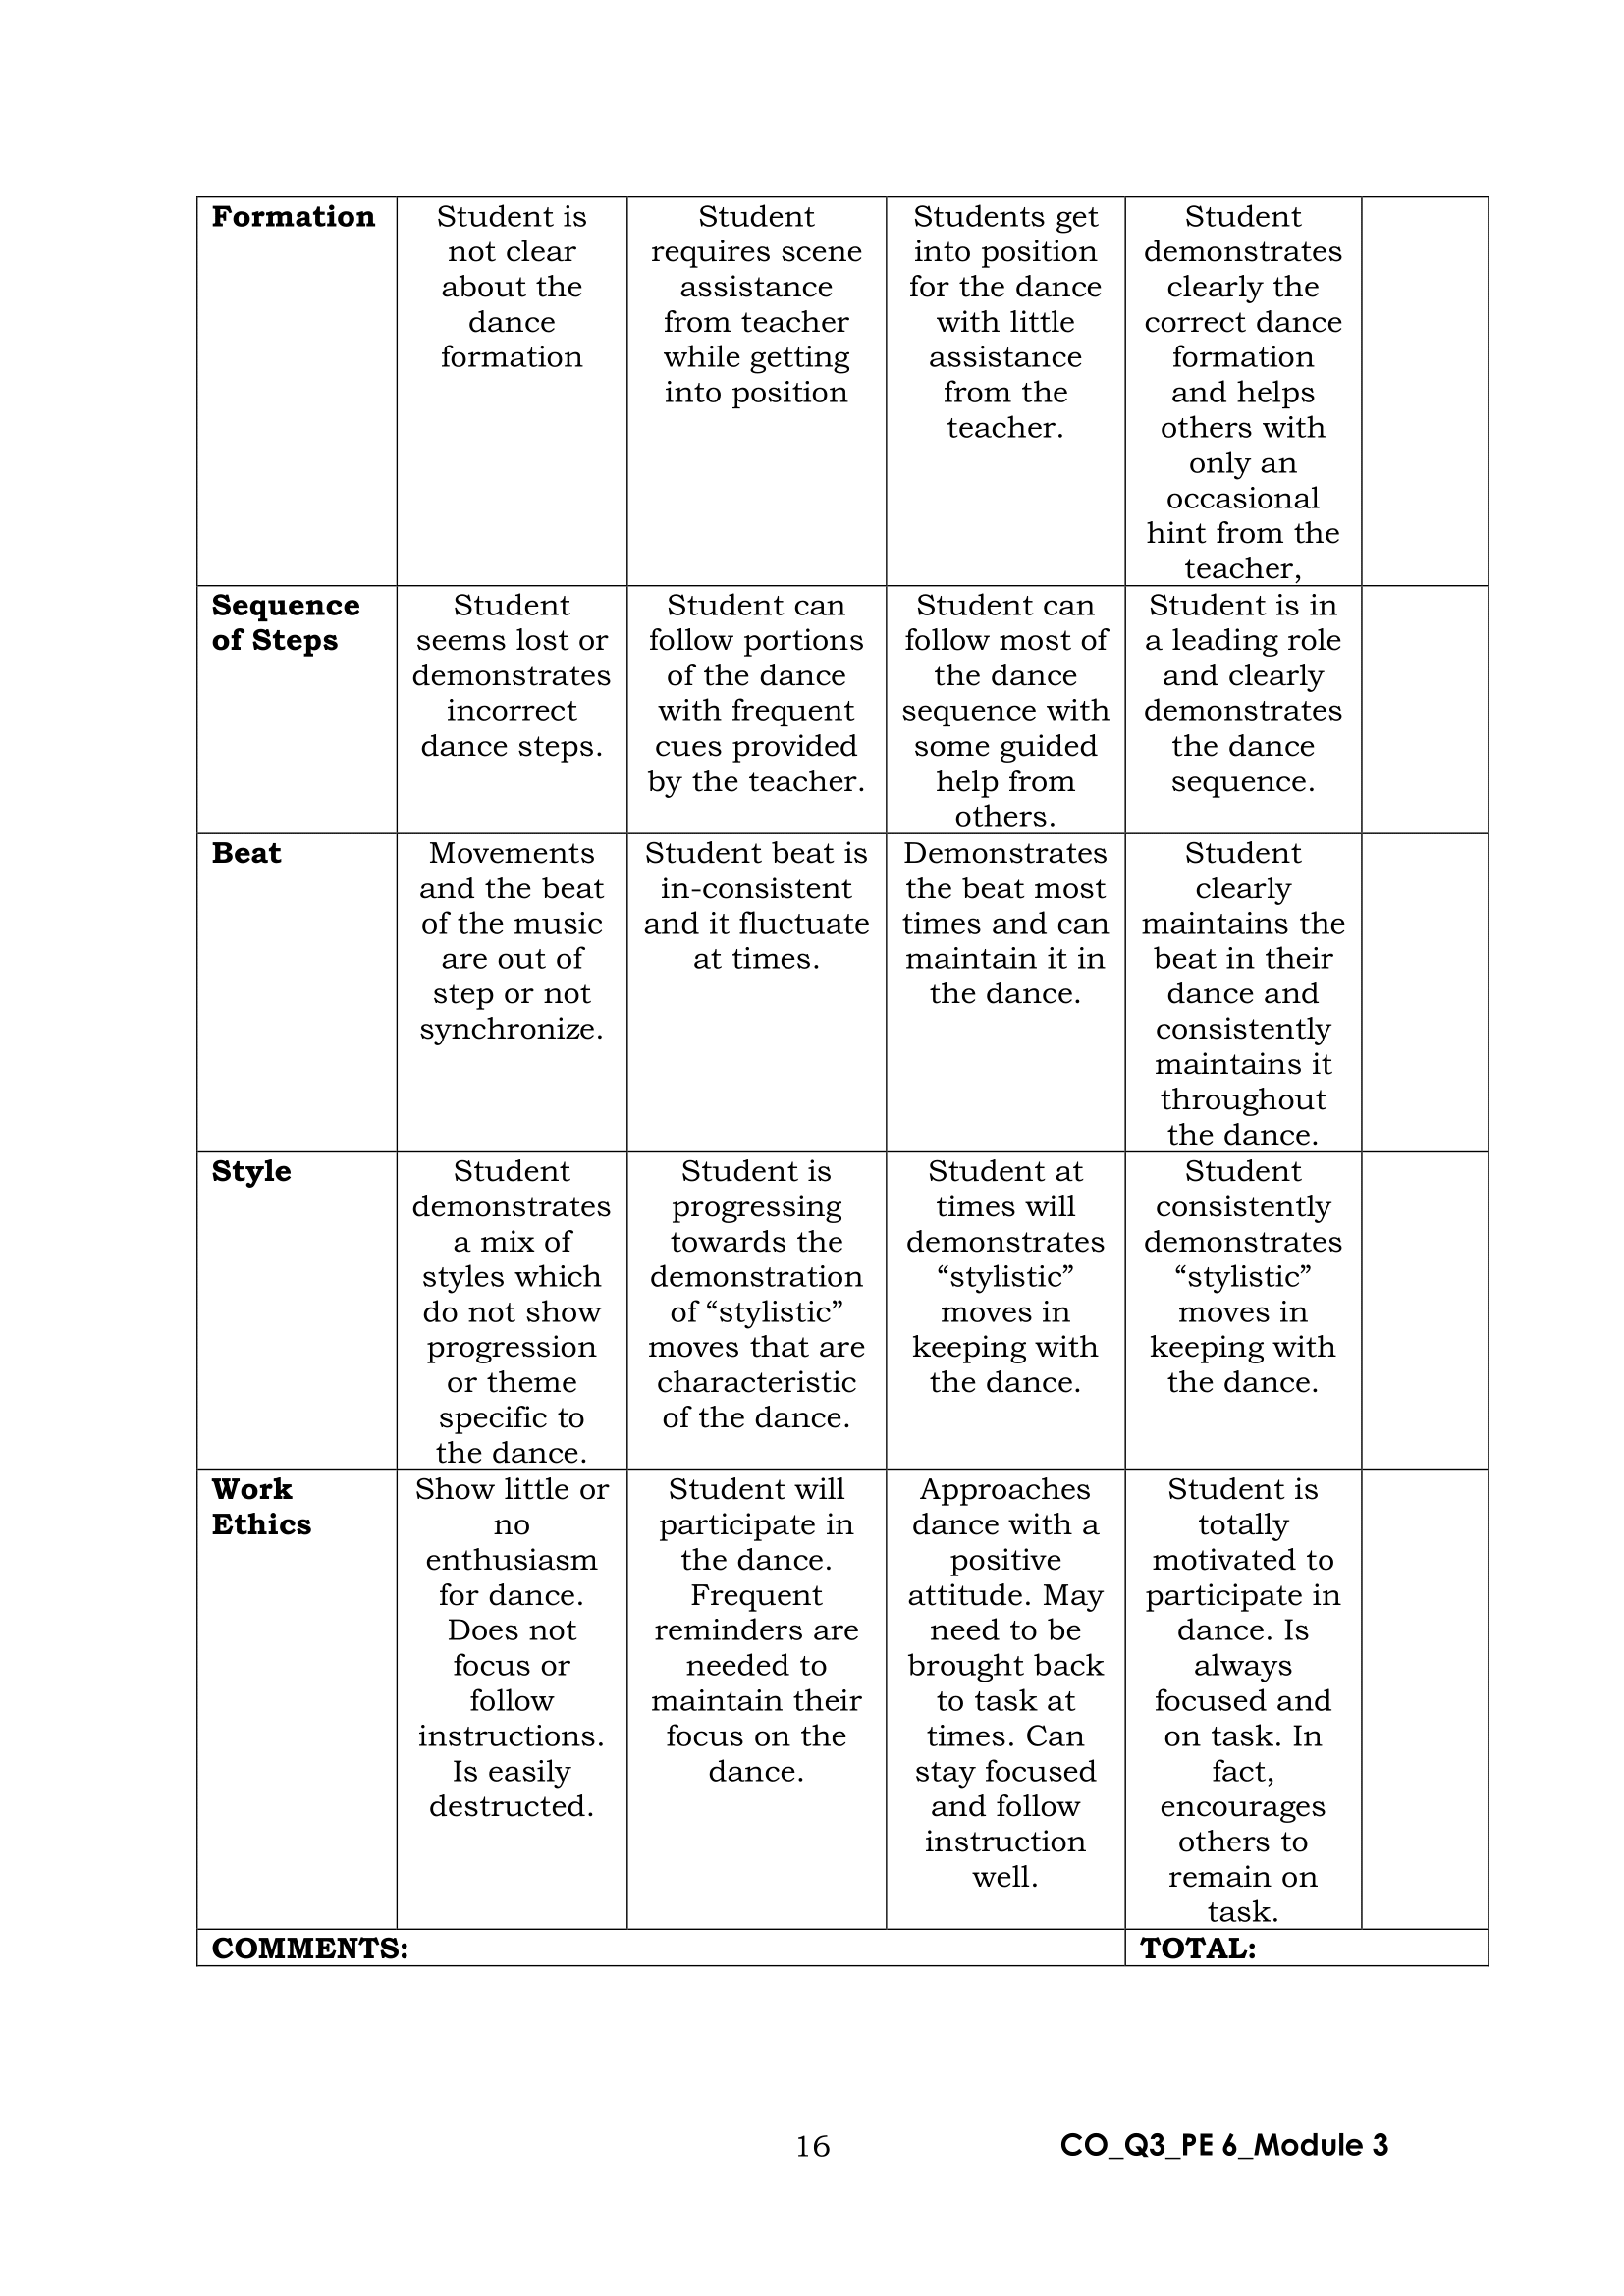 Formation
Student is
not clear
about the
dance
formation
Student
requires scene
assistance
from teacher
while getting
into position
Students get
into position
for the dance
with little
assistance
from the
teacher.
Student
demonstrates
clearly the
correct dance
formation
and helps
others with
only an
occasional
hint from the
teacher,
Sequence
of Steps
Student
seems lost or
demonstrates
incorrect
dance steps.
Student can
follow portions
of the dance
with frequent
cues provided
by the teacher.
Student can
follow most of
the dance
sequence with
some guided
help from
others.
Student is in
a leading role
and clearly
demonstrates
the dance
sequence.
Beat
Movements
and the beat
of the music
are out of
step or not
synchronize.
Student beat is
in-consistent
and it fluctuate
at times.
Demonstrates
the beat most
times and can
maintain it in
the dance.
Student
clearly
maintains the
beat in their
dance and
consistently
maintains it
throughout
the dance.
Style
Student
demonstrates
a mix of
styles which
do not show
progression
or theme
specific to
the dance.
Student is
progressing
towards the
demonstration
of “stylistic”
moves that are
characteristic
of the dance.
Student at
times will
demonstrates
“stylistic”
moves in
keeping with
the dance.
Student
consistently
demonstrates
“stylistic”
moves in
keeping with
the dance.
Work
Ethics
Show little or
no
enthusiasm
for dance.
Does not
focus or
follow
instructions.
Is easily
destructed.
Student will
participate in
the dance.
Frequent
reminders are
needed to
maintain their
focus on the
dance.
Approaches
dance with a
positive
attitude. May
need to be
brought back
to task at
times. Can
stay focused
and follow
instruction
well.
Student is
totally
motivated to
participate in
dance. Is
always
focused and
on task. In
fact,
encourages
others to
remain on
task.
COMMENTS:
TOTAL:
16
CO_Q3_PE 6_Module 3